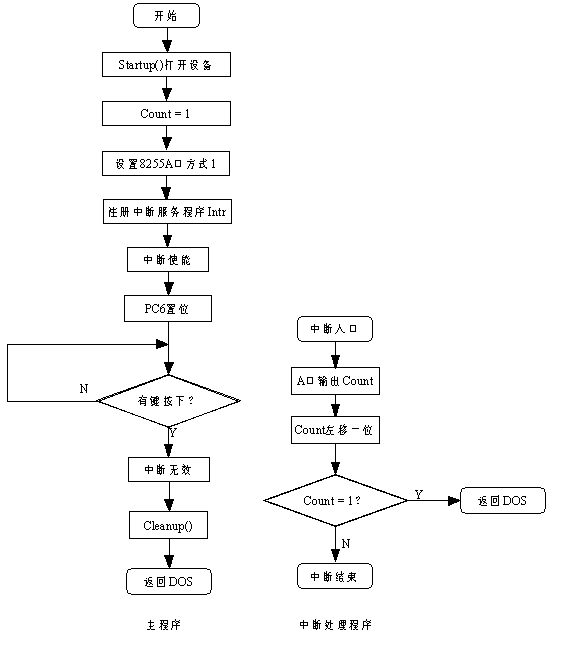 开始
Startup()打开设备
Count = 1
设置8255A口方式1
注册中断服务程序Intr
中断使能
PC6置位
N
有键按下？
Y
中断无效
Cleanup()
返回DOS
主程序
中断入口
A口输出Count
Count左移一位
Count = 1？
Y
返回DOS
N
中断结束
中断处理程序